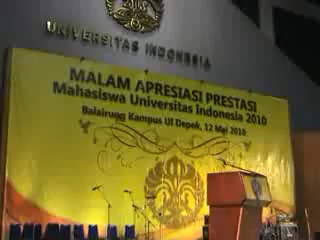 UNIVERSITAS INDONESIA
MALAM APRESIASI PRESTASI
Mahasiswa Universitas Indonesia 2010
Balairung Kampus UI Depok, 12 Mei 2010